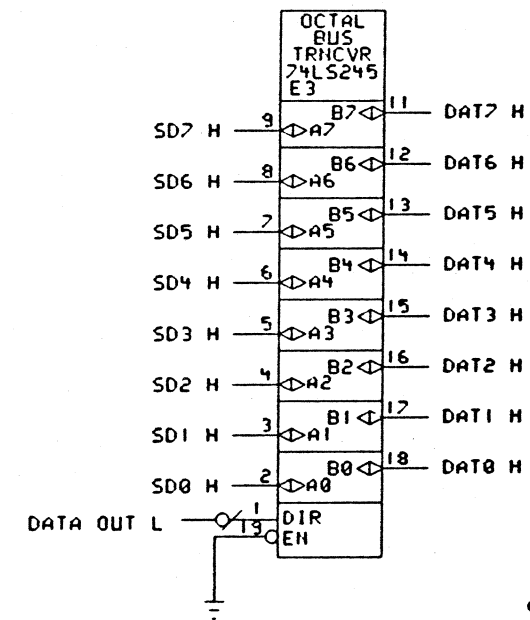 OCTAL
BUS
TRNCVR
74LS245
E3
B7 11 DAT7 H
SD7 H 9 A7
B6 12 DAT6 H
SD6 H 8 A6
B5 13 DAT5 H
SD5 H 7 A5
B4 14 DAT4 H
SD4 H 6 A4
B3 15 DAT3 H
SD3 H 5 A3
B2 16 DAT2 H
SD2 H 4 A2
B1 17 DAT1 H
SD1 H 3 A1
B0 18 DAT0 H
SD0 H 2 A0
DATA OUT L 1 DIR
19 EN